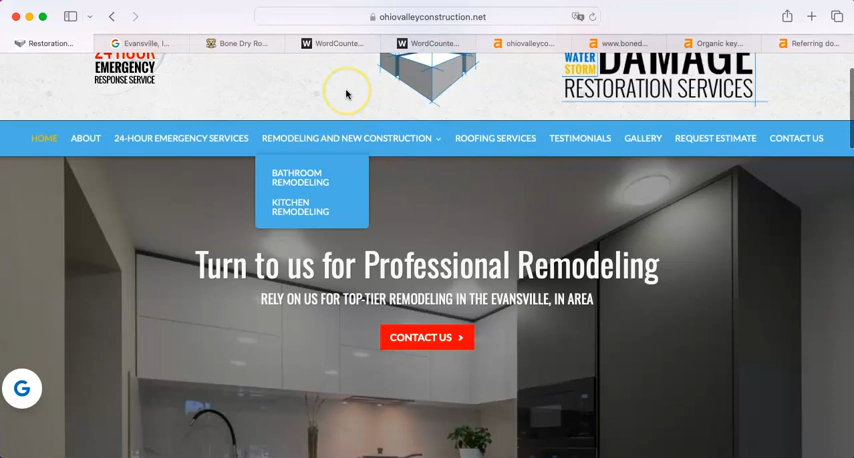 ohiovalleyconstruction.net
Restoration... Evansville, I... Bone Dry Ro... WordCounte... WordCounte... ohiovalleyco... www.boned... Organic key... Referring do...
24 HOUR
EMERGENCY
RESPONSE SERVICE
WATER
STORM
DAMAGE
RESTORATION SERVICES
HOME ABOUT 24-HOUR EMERGENCY SERVICES REMODELING AND NEW CONSTRUCTION ROOFING SERVICES TESTIMONIALS GALLERY REQUEST ESTIMATE CONTACT US
BATHROOM
REMODELING
KITCHEN
REMODELING
Turn to us for Professional Remodeling
RELY ON US FOR TOP-TIER REMODELING IN THE EVANSVILLE, IN AREA
CONTACT US >
G